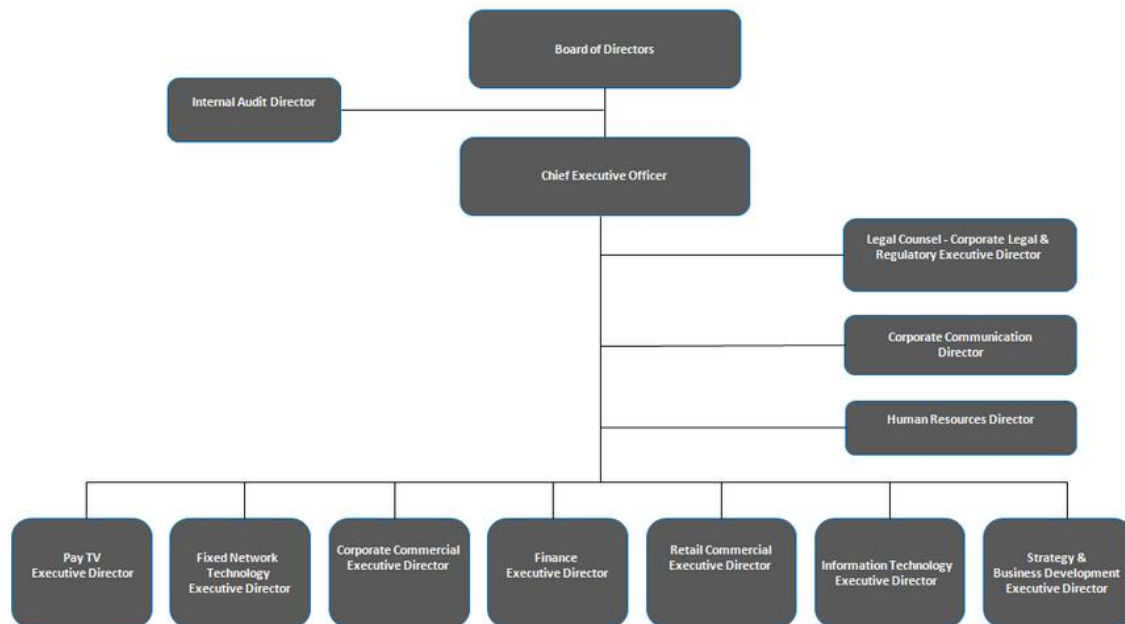 Board of Directors
Internal Audit Director
Chief Executive Officer
Legal Counsel - Corporate Legal &
Regulatory Executive Director
Corporate Communication
Director
Human Resources Director
Pay TV
Executive Director
Fixed Network
Technology
Executive Director
Corporate Commercial
Executive Director
Finance
Executive Director
Retail Commercial
Executive Director
Information Technology
Executive Director
Strategy &
Business Development
Executive Director